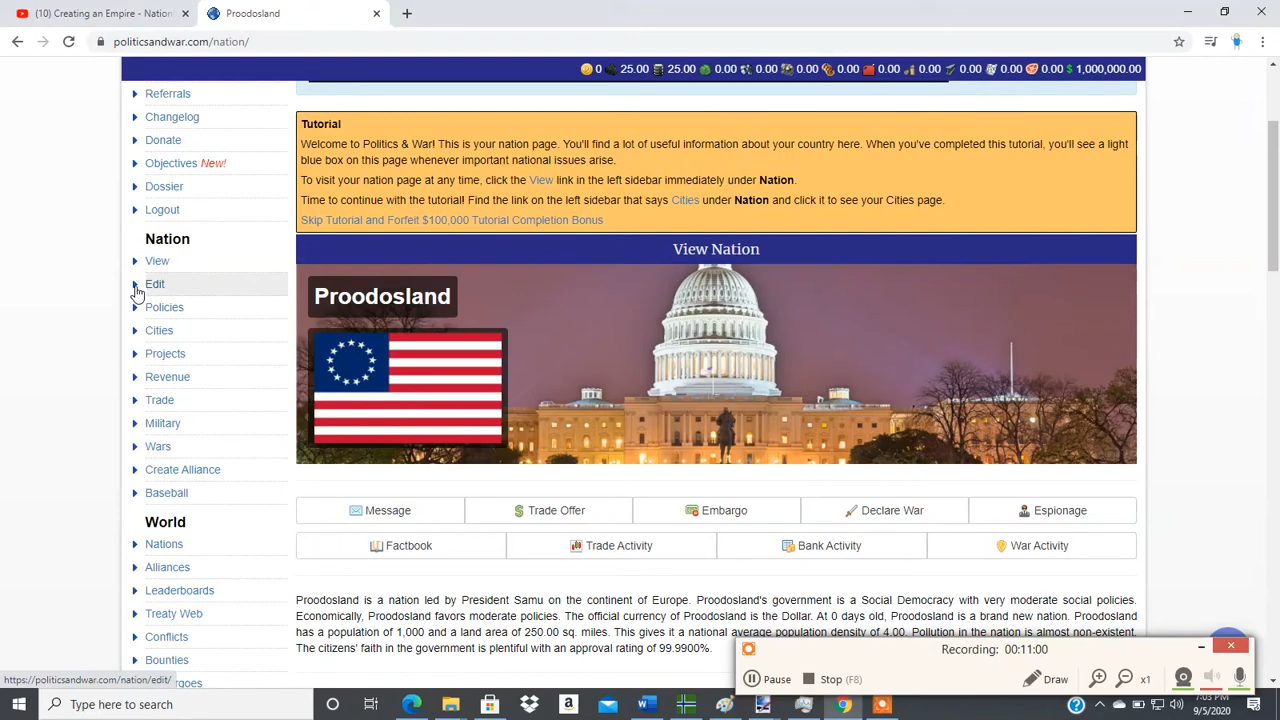 (10) Creating an Empire - Nation
Proodosland
politicsandwar.com/nation/
0 25.00 25.00 0.00 0.00 0.00 0.00 0.00 0.00 0.00 0.00 0.00 $ 1,000,000.00
Referrals
Changelog
Donate
Objectives New!
Dossier
Logout
Nation
View
Edit
Policies
Cities
Projects
Revenue
Trade
Military
Wars
Create Alliance
Baseball
World
Nations
Alliances
Leaderboards
Treaty Web
Conflicts
Bounties
Tutorial
Welcome to Politics & War! This is your nation page. You'll find a lot of useful information about your country here. When you've completed this tutorial, you'll see a light
blue box on this page whenever important national issues arise.
To visit your nation page at any time, click the View link in the left sidebar immediately under Nation.
Time to continue with the tutorial! Find the link on the left sidebar that says Cities under Nation and click it to see your Cities page.
Skip Tutorial and Forfeit $100,000 Tutorial Completion Bonus
View Nation
Proodosland
Message Trade Offer Embargo Declare War Espionage
Factbook Trade Activity Bank Activity War Activity
Proodosland is a nation led by President Samu on the continent of Europe. Proodosland's government is a Social Democracy with very moderate social policies.
Economically, Proodosland favors moderate policies. The official currency of Proodosland is the Dollar. At 0 days old, Proodosland is a brand new nation. Proodosland
has a population of 1,000 and a land area of 250.00 sq. miles. This gives it a national average population density of 4.00. Pollution in the nation is almost non-existent.
The citizens' faith in the government is plentiful with an approval rating of 99.9900%.
Recording: 00:11:00
Pause Stop (F8) Draw x1
https://politicsandwar.com/nation/edit/
Type here to search
7:03 PM
9/5/2020